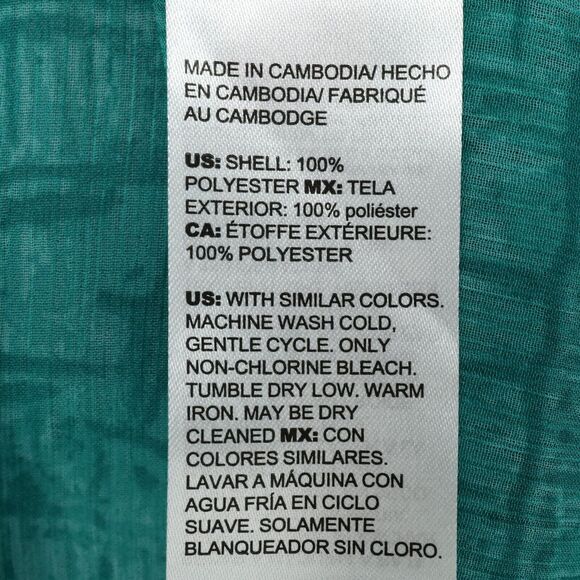 MADE IN CAMBODIA/ HECHO
EN CAMBODIA/ FABRIQUÉ
AU CAMBODGE
US: SHELL: 100%
POLYESTER MX: TELA
EXTERIOR: 100% poliéster
CA: ÉTOFFE EXTÉRIEURE:
100% POLYESTER
US: WITH SIMILAR COLORS.
MACHINE WASH COLD,
GENTLE CYCLE. ONLY
NON-CHLORINE BLEACH.
TUMBLE DRY LOW. WARM
IRON. MAY BE DRY
CLEANED MX: CON
COLORES SIMILARES.
LAVAR A MÁQUINA CON
AGUA FRÍA EN CICLO
SUAVE. SOLAMENTE
BLANQUEADOR SIN CLORO.